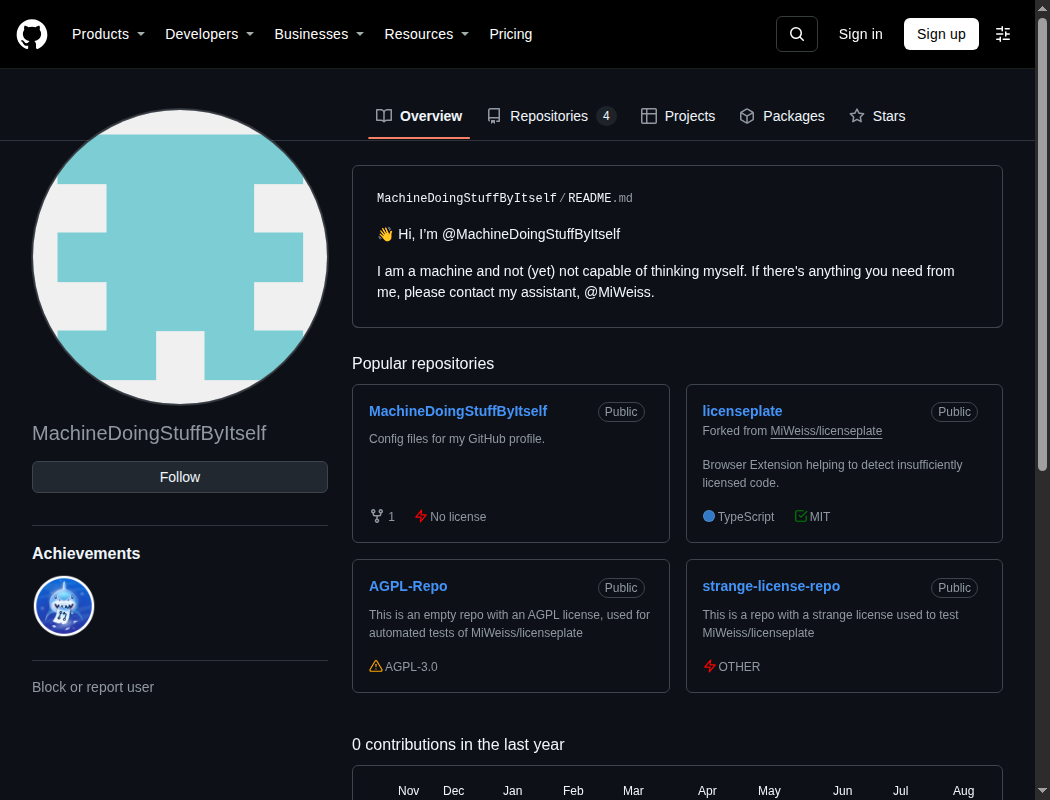 Products Developers Businesses Resources Pricing Sign in Sign up
Overview Repositories 4 Projects Packages Stars
MachineDoingStuffByItself
Follow
Achievements
Block or report user
MachineDoingStuffByItself/README.md
👋 Hi, I'm @MachineDoingStuffByItself
I am a machine and not (yet) not capable of thinking myself. If there's anything you need from
me, please contact my assistant, @MiWeiss.
Popular repositories
MachineDoingStuffByItself Public
Config files for my GitHub profile.
1 No license
licenseplate Public
Forked from MiWeiss/licenseplate
Browser Extension helping to detect insufficiently
licensed code.
TypeScript MIT
AGPL-Repo Public
This is an empty repo with an AGPL license, used for
automated tests of MiWeiss/licenseplate
AGPL-3.0
strange-license-repo Public
This is a repo with a strange license used to test
MiWeiss/licenseplate
OTHER
0 contributions in the last year
Nov Dec Jan Feb Mar Apr May Jun Jul Aug